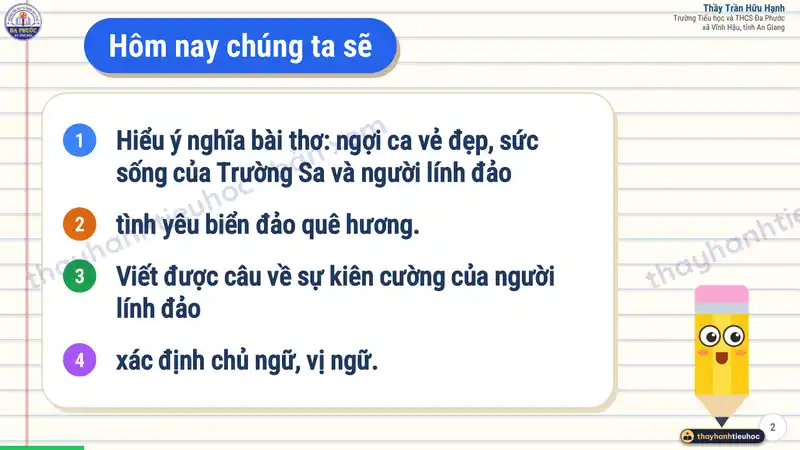 Thầy Trần Hữu Hạnh
Trường Tiểu học và THCS Đa Phước
xã Vĩnh Hậu, tỉnh An Giang
ĐA PHƯỚC
Hôm nay chúng ta sẽ
1 Hiểu ý nghĩa bài thơ: ngợi ca vẻ đẹp, sức
sống của Trường Sa và người lính đảo
2 tình yêu biển đảo quê hương.
3 Viết được câu về sự kiên cường của người
lính đảo
4 xác định chủ ngữ, vị ngữ.
thayhanhtieuhoc
2